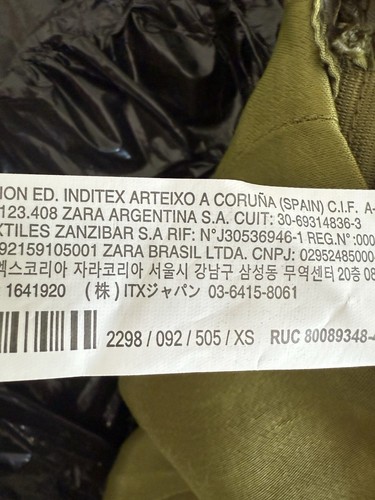 ION ED. INDITEX ARTEIXO A CORUÑA (SPAIN) C.I.F. A-
123.408 ZARA ARGENTINA S.A. CUIT: 30-69314836-3
XTILES ZANZIBAR S.A RIF: N°J30536946-1 REG.N°:000
92159105001 ZARA BRASIL LTDA. CNPJ: 02952485000
엑스코리아 자라코리아 서울시 강남구 삼성동 무역센터 20층 08
1641920 (株) ITXジャパン 03-6415-8061
2298 / 092 / 505 / XS RUC 80089348-4